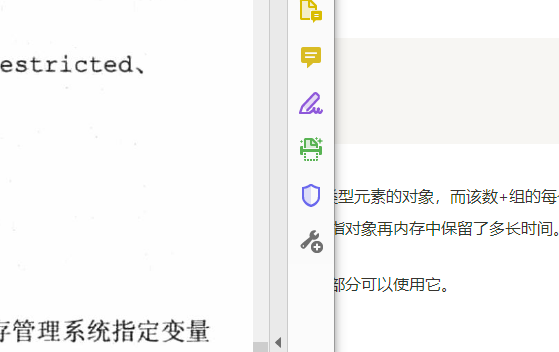 estricted、
存管理系统指定变量
类型元素的对象，而该数+组的每
指对象再内存中保留了多长时间。
部分可以使用它。